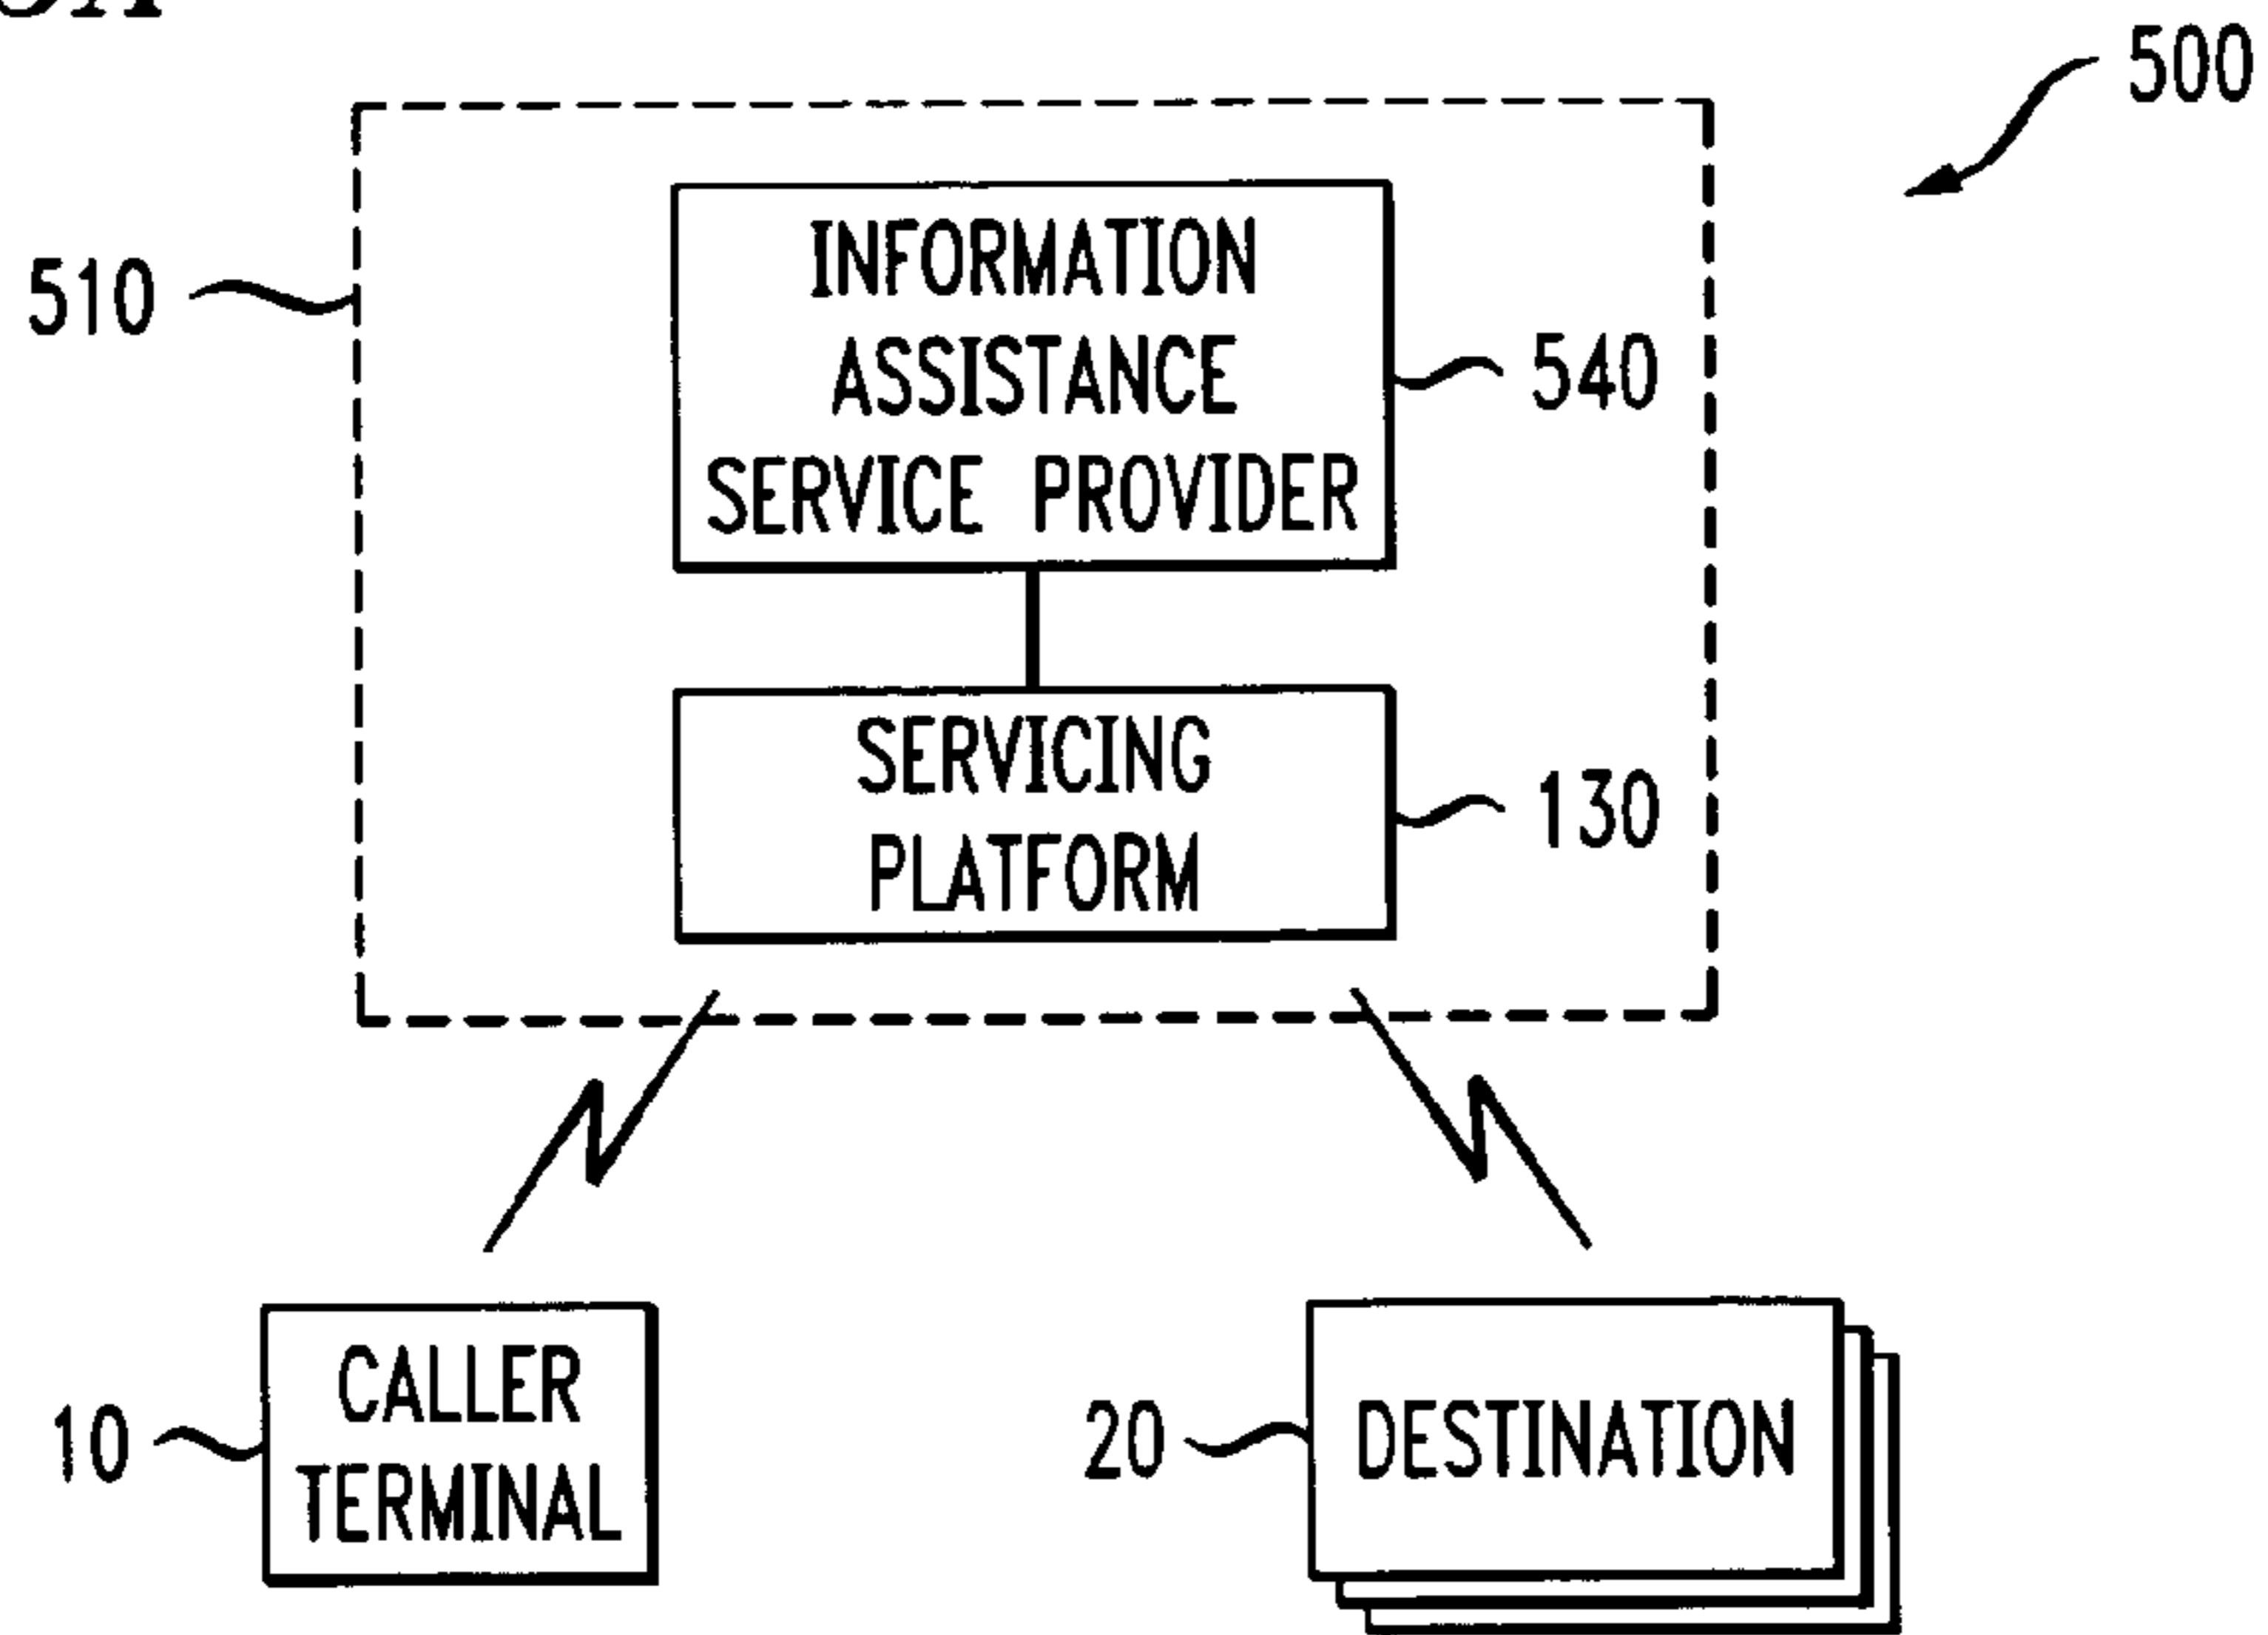 500
510
INFORMATION
ASSISTANCE
SERVICE PROVIDER
540
SERVICING
PLATFORM
130
10
CALLER
TERMINAL
20
DESTINATION